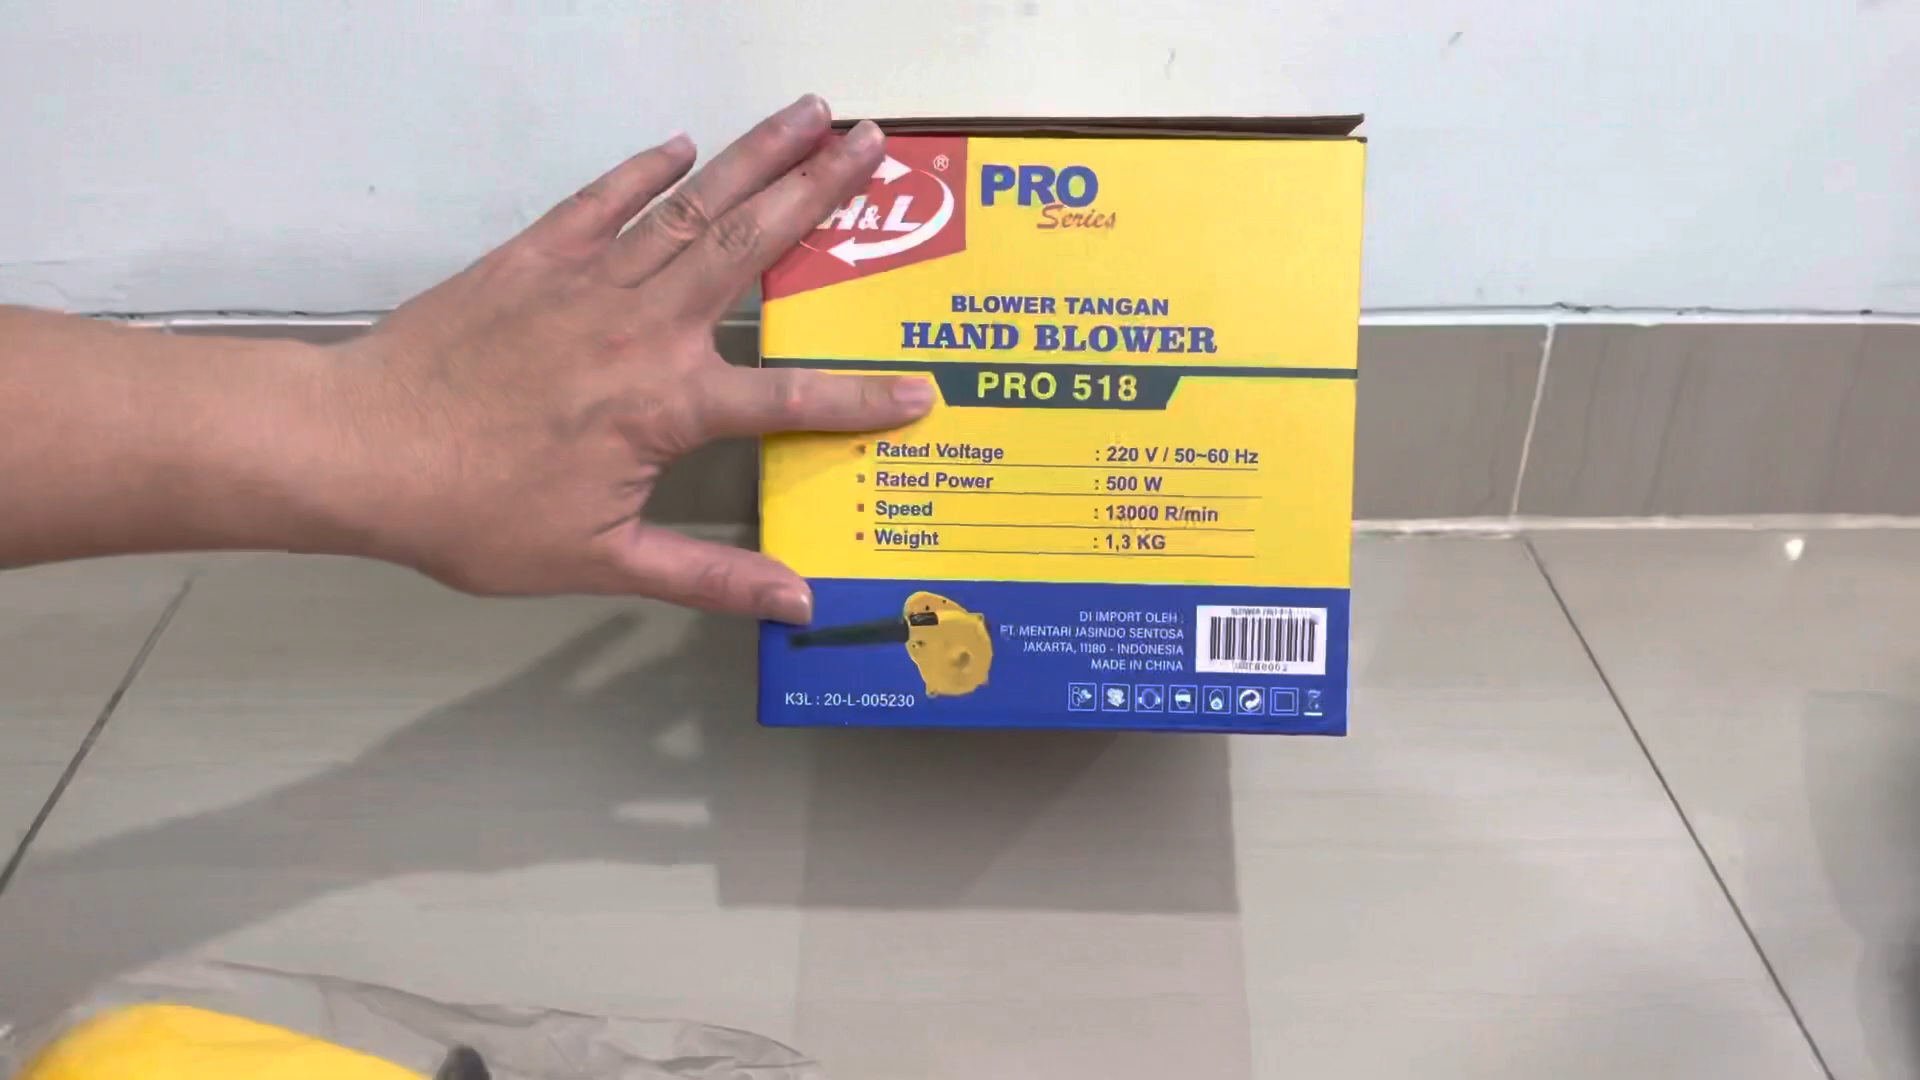 H&L ®
PRO
Series
BLOWER TANGAN
HAND BLOWER
PRO 518
Rated Voltage : 220 V / 50~60 Hz
Rated Power : 500 W
Speed : 13000 R/min
Weight : 1,3 KG
DI IMPORT OLEH :
PT. MENTARI JASINDO SENTOSA
JAKARTA, 11180 - INDONESIA
MADE IN CHINA
K3L : 20-L-005230